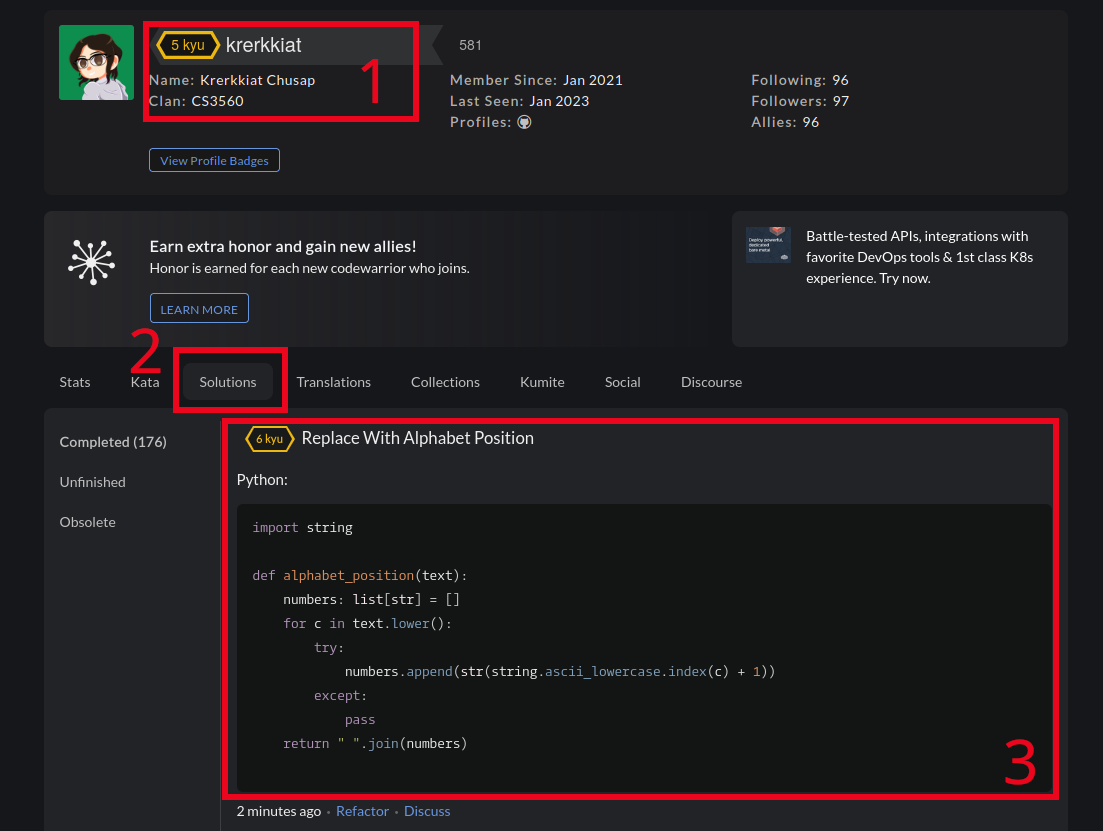 5 kyu krerkkiat 581
1
Name: Krerkkiat Chusap
Clan: CS3560
Member Since: Jan 2021
Last Seen: Jan 2023
Profiles:
Following: 96
Followers: 97
Allies: 96
View Profile Badges
Earn extra honor and gain new allies!
Honor is earned for each new codewarrior who joins.
LEARN MORE
Deploy powerful,
dedicated
bare metal
Battle-tested APIs, integrations with
favorite DevOps tools & 1st class K8s
experience. Try now.
2
Stats Kata Solutions Translations Collections Kumite Social Discourse
Completed (176)
Unfinished
Obsolete
6 kyu Replace With Alphabet Position
Python:
import string
def alphabet_position(text):
    numbers: list[str] = []
    for c in text.lower():
        try:
            numbers.append(str(string.ascii_lowercase.index(c) + 1))
        except:
            pass
    return " ".join(numbers)
3
2 minutes ago · Refactor · Discuss